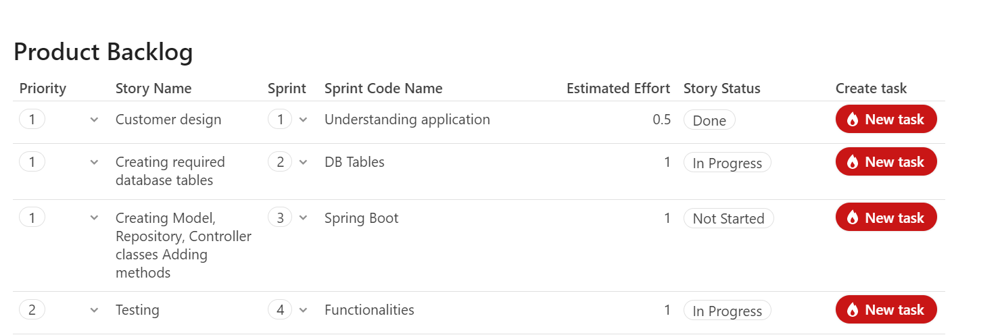 Product Backlog
Priority Story Name Sprint Sprint Code Name Estimated Effort Story Status Create task
1 Customer design 1 Understanding application 0.5 Done New task
1 Creating required 2 DB Tables 1 In Progress New task
database tables
1 Creating Model, 3 Spring Boot 1 Not Started New task
Repository, Controller
classes Adding
methods
2 Testing 4 Functionalities 1 In Progress New task